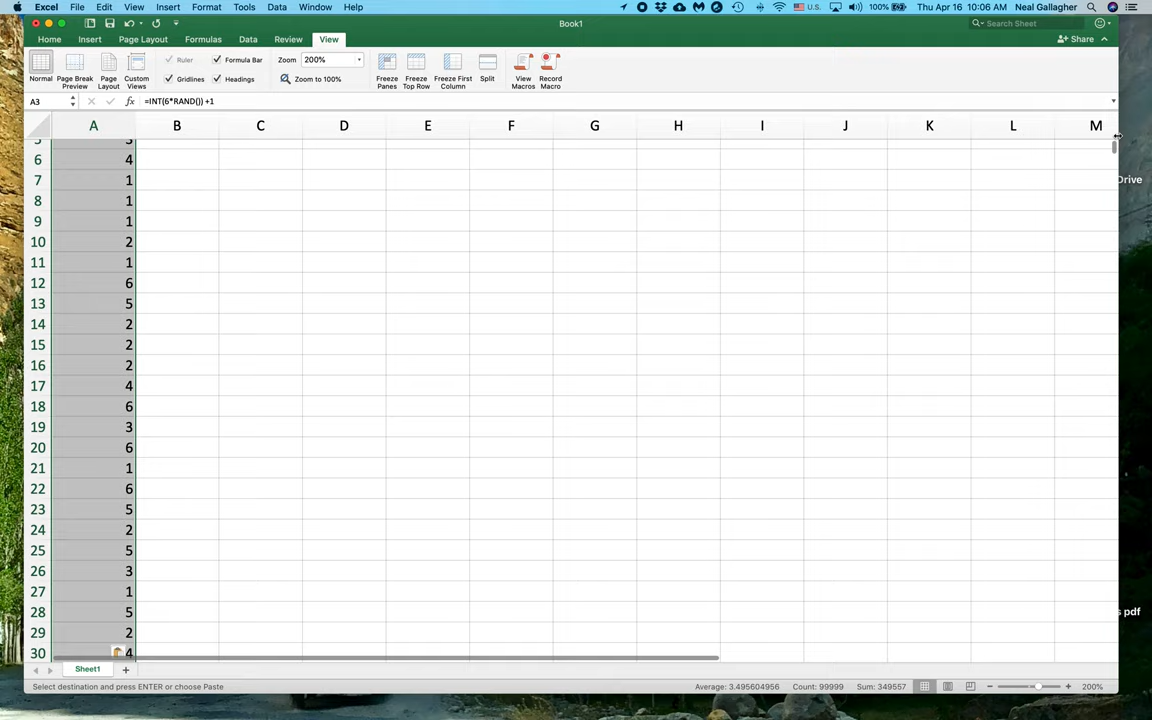 Excel File Edit View Insert Format Tools Data Window Help U.S. 100% Thu Apr 16 10:06 AM Neal Gallagher
Book1 Search Sheet
Home Insert Page Layout Formulas Data Review View Share
Ruler Formula Bar Zoom 200%
Gridlines Headings Zoom to 100%
Normal Page Break Preview Page Layout Custom Views Freeze Panes Freeze Top Row Freeze First Column Split View Macros Record Macro
A3 fx =INT(6*RAND()) +1
A B C D E F G H I J K L M
6 4
7 1
Drive
8 1
9 1
10 2
11 1
12 6
13 5
14 2
15 2
16 2
17 4
18 6
19 3
20 6
21 1
22 6
23 5
24 2
25 5
26 3
27 1
28 5
s pdf
29 2
30 4
Sheet1 +
Select destination and press ENTER or choose Paste Average: 3.495604956 Count: 99999 Sum: 349557 200%